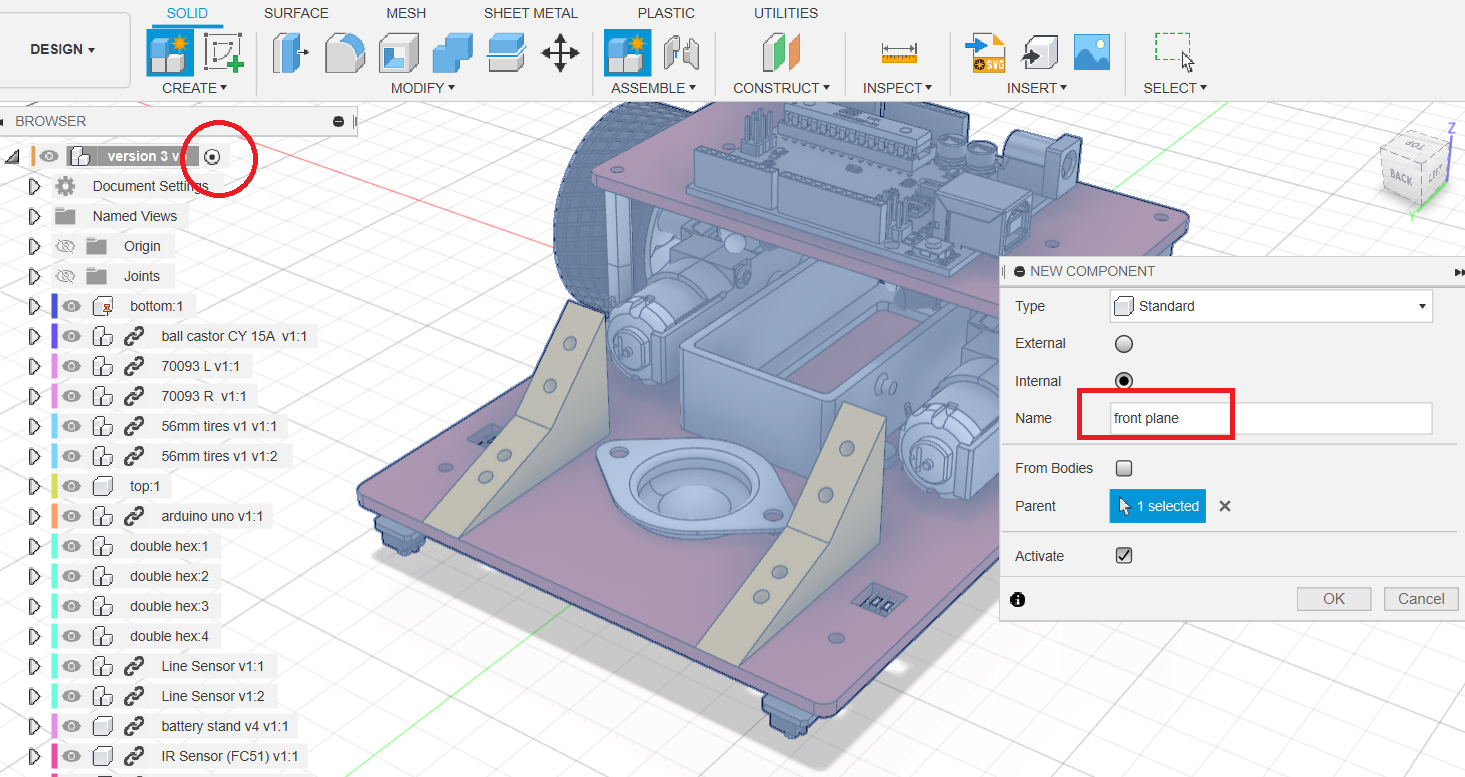 SOLID SURFACE MESH SHEET METAL PLASTIC UTILITIES
DESIGN ▾
SVG
CREATE ▾ MODIFY ▾ ASSEMBLE ▾ CONSTRUCT ▾ INSPECT ▾ INSERT ▾ SELECT ▾
BROWSER
version 3 v
Document Settings
Named Views
Origin
Joints
bottom:1
ball castor CY 15A v1:1
70093 L v1:1
70093 R v1:1
56mm tires v1 v1:1
56mm tires v1 v1:2
top:1
arduino uno v1:1
double hex:1
double hex:2
double hex:3
double hex:4
Line Sensor v1:1
Line Sensor v1:2
battery stand v4 v1:1
IR Sensor (FC51) v1:1
Z
TOP
BACK LEFT
Y
NEW COMPONENT
Type Standard
External
Internal
Name front plane
From Bodies
Parent 1 selected
Activate
OK Cancel